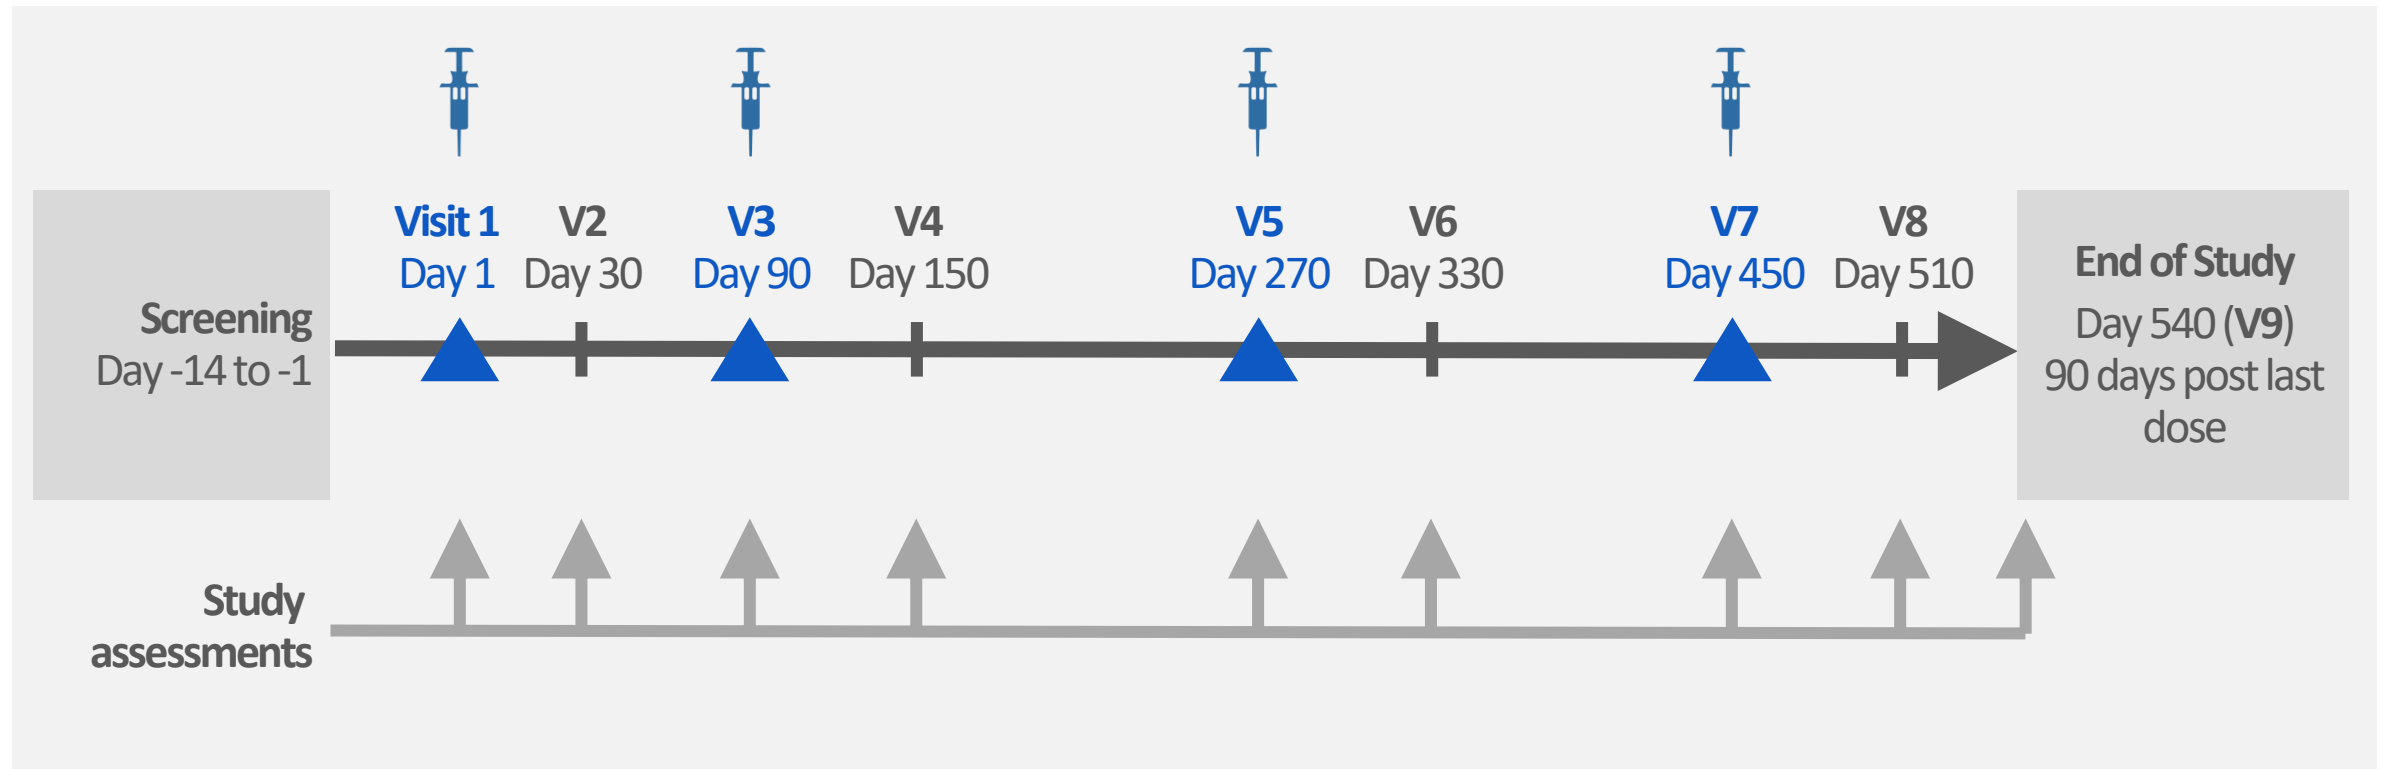 Visit 1
Day 1
V2
Day 30
V3
Day 90
V4
Day 150
V5
Day 270
V6
Day 330
V7
Day 450
V8
Day 510
Screening
Day -14 to -1
End of Study
Day 540 (V9)
90 days post last
dose
Study
assessments